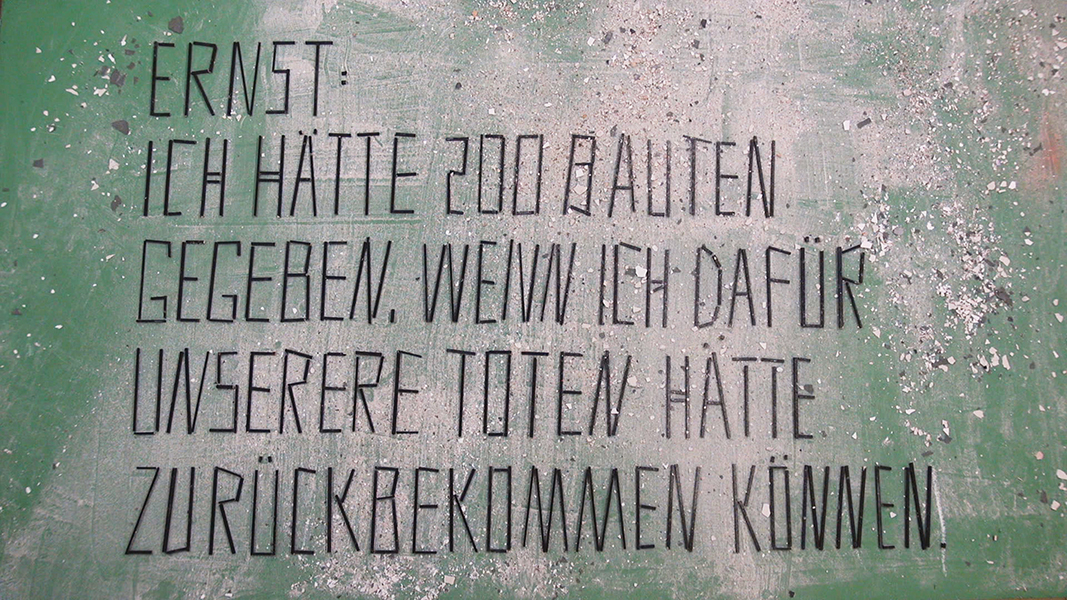 ERNST:
ICH HÄTTE 200 BAUTEN
GEGEBEN, WENN ICH DAFÜR
UNSERERE TOTEN HÄTTE
ZURÜCKBEKOMMEN KÖNNEN.